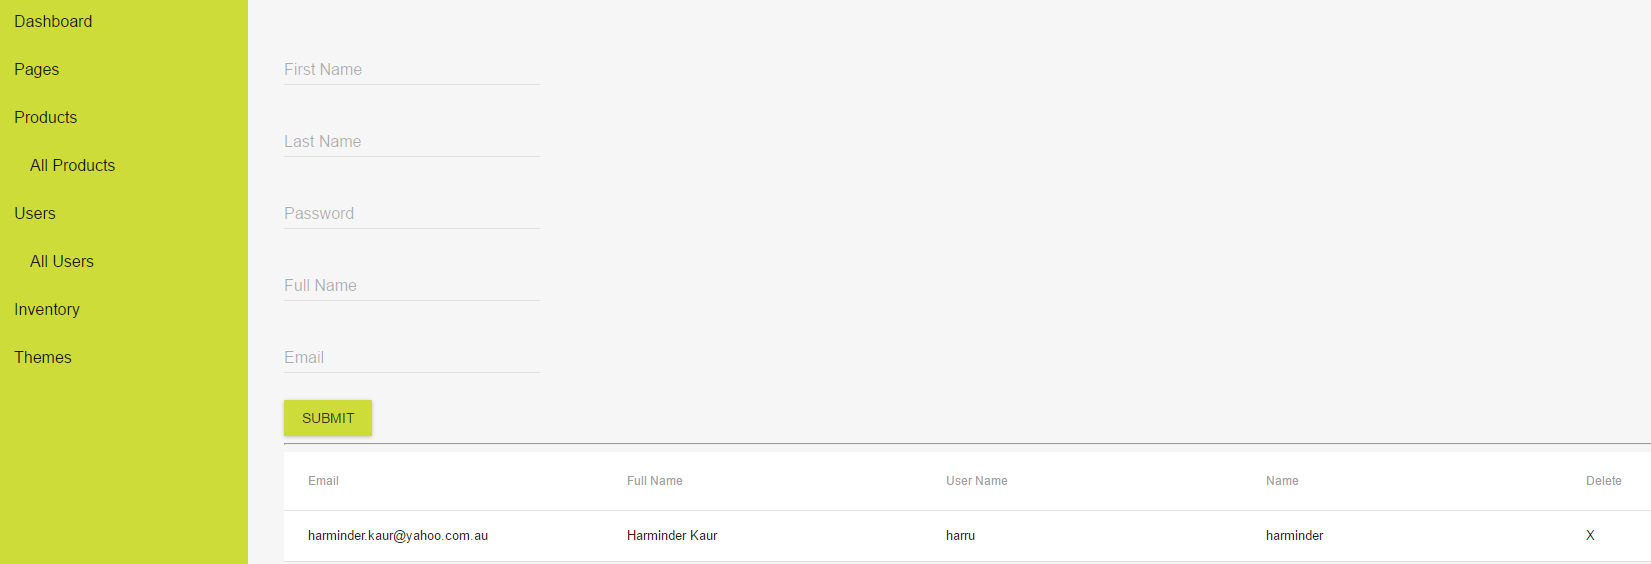 Dashboard
Pages
Products
All Products
Users
All Users
Inventory
Themes
First Name
Last Name
Password
Full Name
Email
SUBMIT
Email Full Name User Name Name Delete
harminder.kaur@yahoo.com.au Harminder Kaur harru harminder X